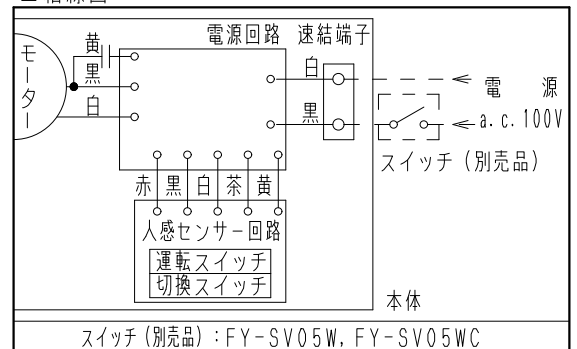 電源回路 速結端子
モーター
黄
黒
白
白
黒
電 源
a.c.100V
スイッチ(別売品)
赤 黒 白 茶 黄
人感センサー回路
運転スイッチ
切換スイッチ
本体
スイッチ(別売品):FY-SV05W,FY-SV05WC